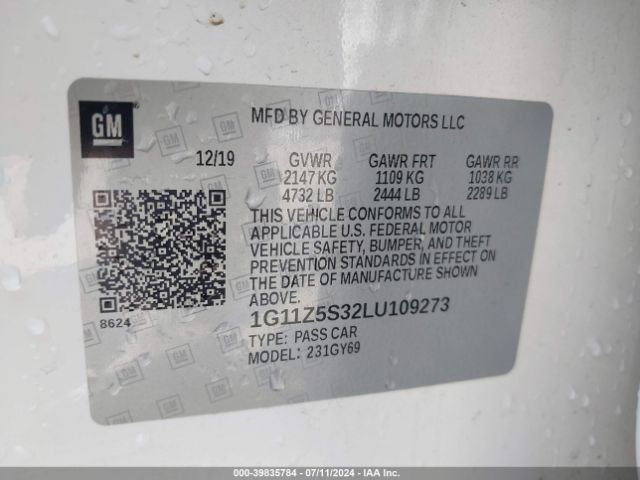 GM
MFD BY GENERAL MOTORS LLC
12/19 GVWR GAWR FRT GAWR RR
2147 KG 1109 KG 1038 KG
4732 LB 2444 LB 2289 LB
THIS VEHICLE CONFORMS TO ALL
APPLICABLE U.S. FEDERAL MOTOR
VEHICLE SAFETY, BUMPER, AND THEFT
PREVENTION STANDARDS IN EFFECT ON
THE DATE OF MANUFACTURE SHOWN
ABOVE.
8624
1G11Z5S32LU109273
TYPE: PASS CAR
MODEL: 231GY69
000-39835784 - 07/11/2024 -